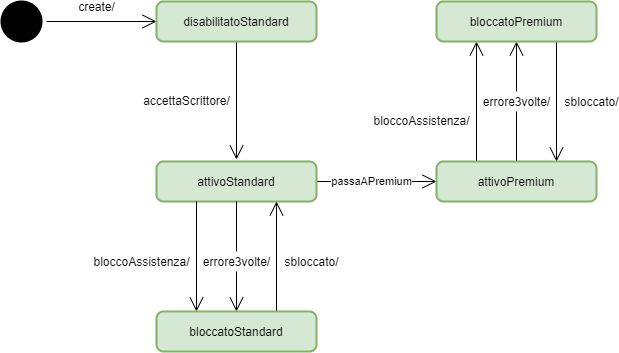 create/
disabilitatoStandard
bloccatoPremium
accettaScrittore/
bloccoAssistenza/
errore3volte/
sbloccato/
attivoStandard
passaAPremium
attivoPremium
bloccoAssistenza/
errore3volte/
sbloccato/
bloccatoStandard